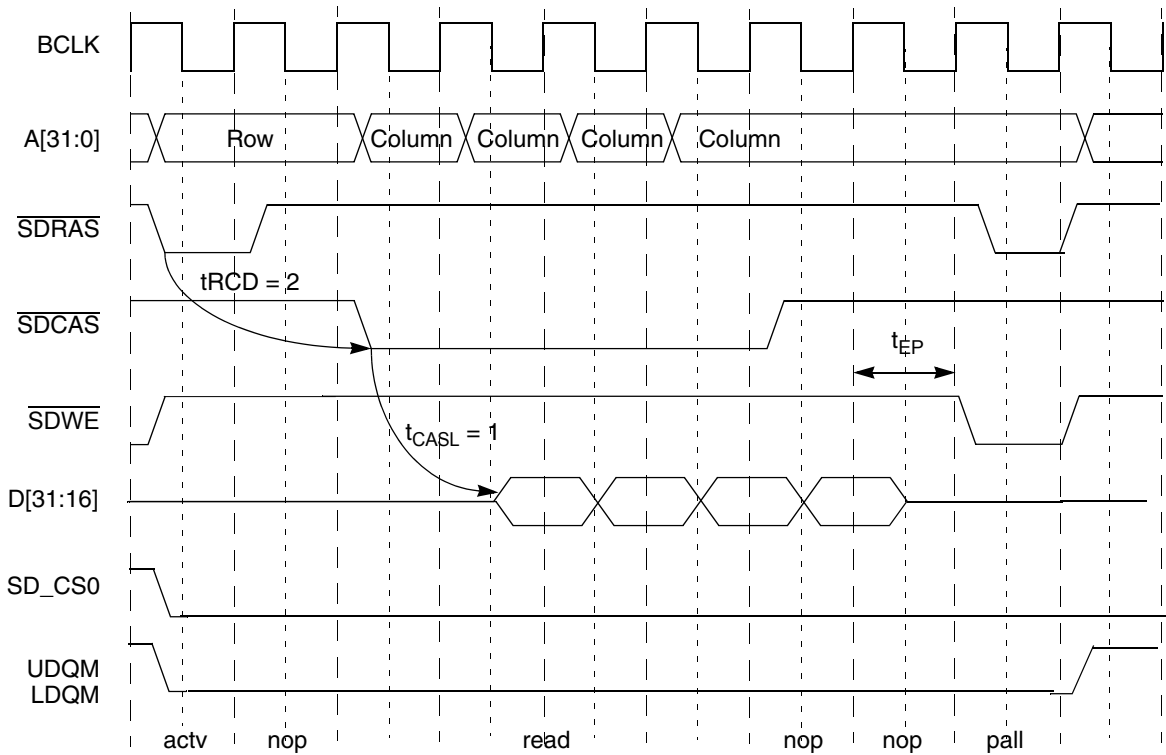 BCLK
A[31:0]
Row
Column
Column
Column
Column
SDRAS
tRCD = 2
SDCAS
tEP
SDWE
tCASL = 1
D[31:16]
SD_CS0
UDQM
LDQM
actv nop read nop nop pall